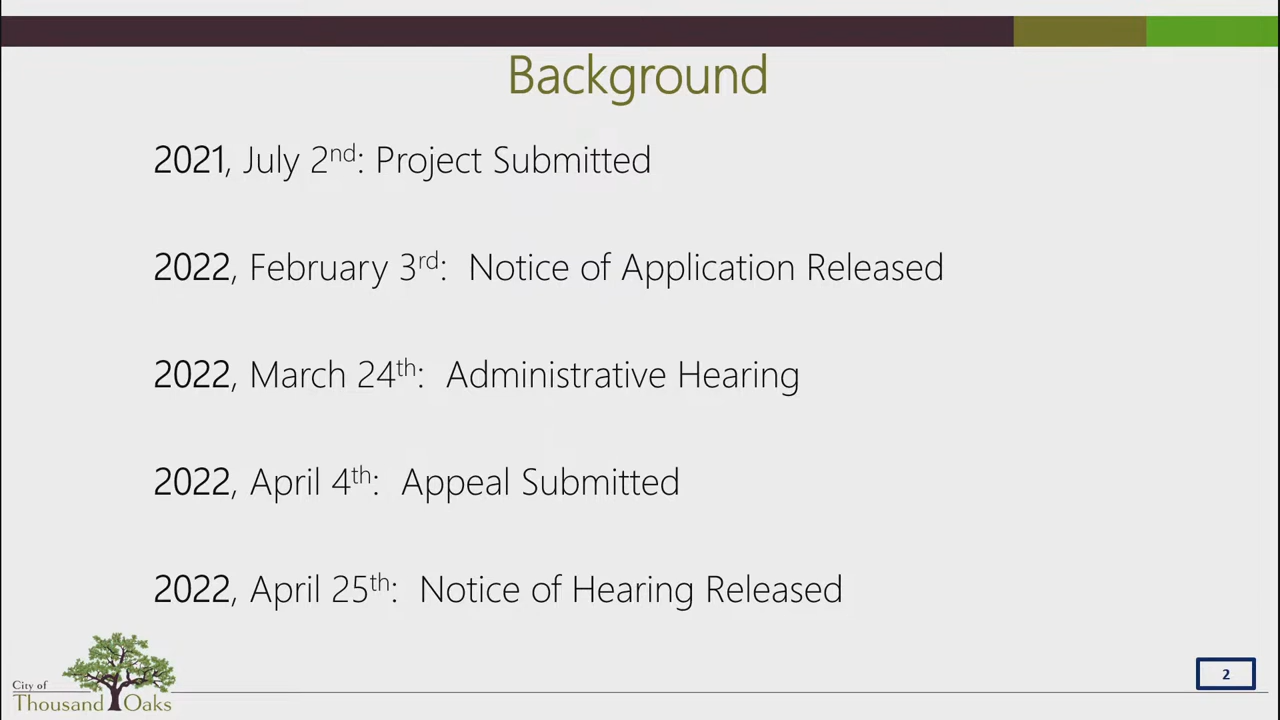 Background
2021, July 2nd: Project Submitted
2022, February 3rd: Notice of Application Released
2022, March 24th: Administrative Hearing
2022, April 4th: Appeal Submitted
2022, April 25th: Notice of Hearing Released
City of
Thousand Oaks
2